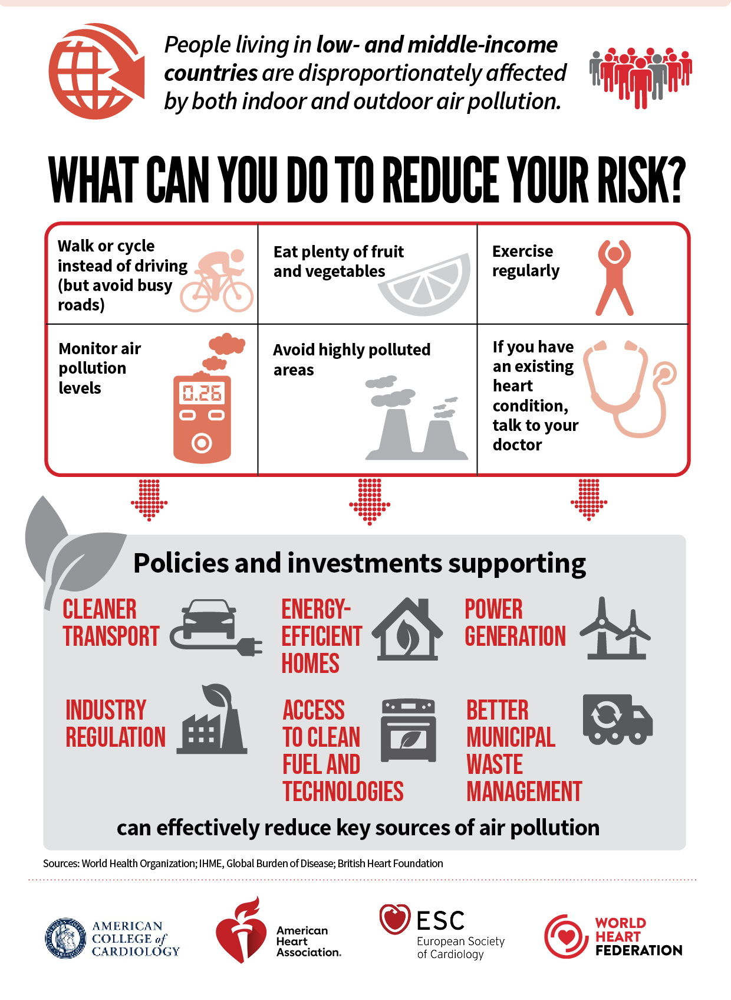 People living in low- and middle-income
countries are disproportionately affected
by both indoor and outdoor air pollution.
WHAT CAN YOU DO TO REDUCE YOUR RISK?
Walk or cycle
instead of driving
(but avoid busy
roads)
Eat plenty of fruit
and vegetables
Exercise
regularly
Monitor air
pollution
levels
0.26
Avoid highly polluted
areas
If you have
an existing
heart
condition,
talk to your
doctor
Policies and investments supporting
CLEANER
TRANSPORT
ENERGY-
EFFICIENT
HOMES
POWER
GENERATION
INDUSTRY
REGULATION
ACCESS
TO CLEAN
FUEL AND
TECHNOLOGIES
BETTER
MUNICIPAL
WASTE
MANAGEMENT
can effectively reduce key sources of air pollution
Sources: World Health Organization; IHME, Global Burden of Disease; British Heart Foundation
AMERICAN
COLLEGE of
CARDIOLOGY
American
Heart
Association.
ESC
European Society
of Cardiology
WORLD
HEART
FEDERATION